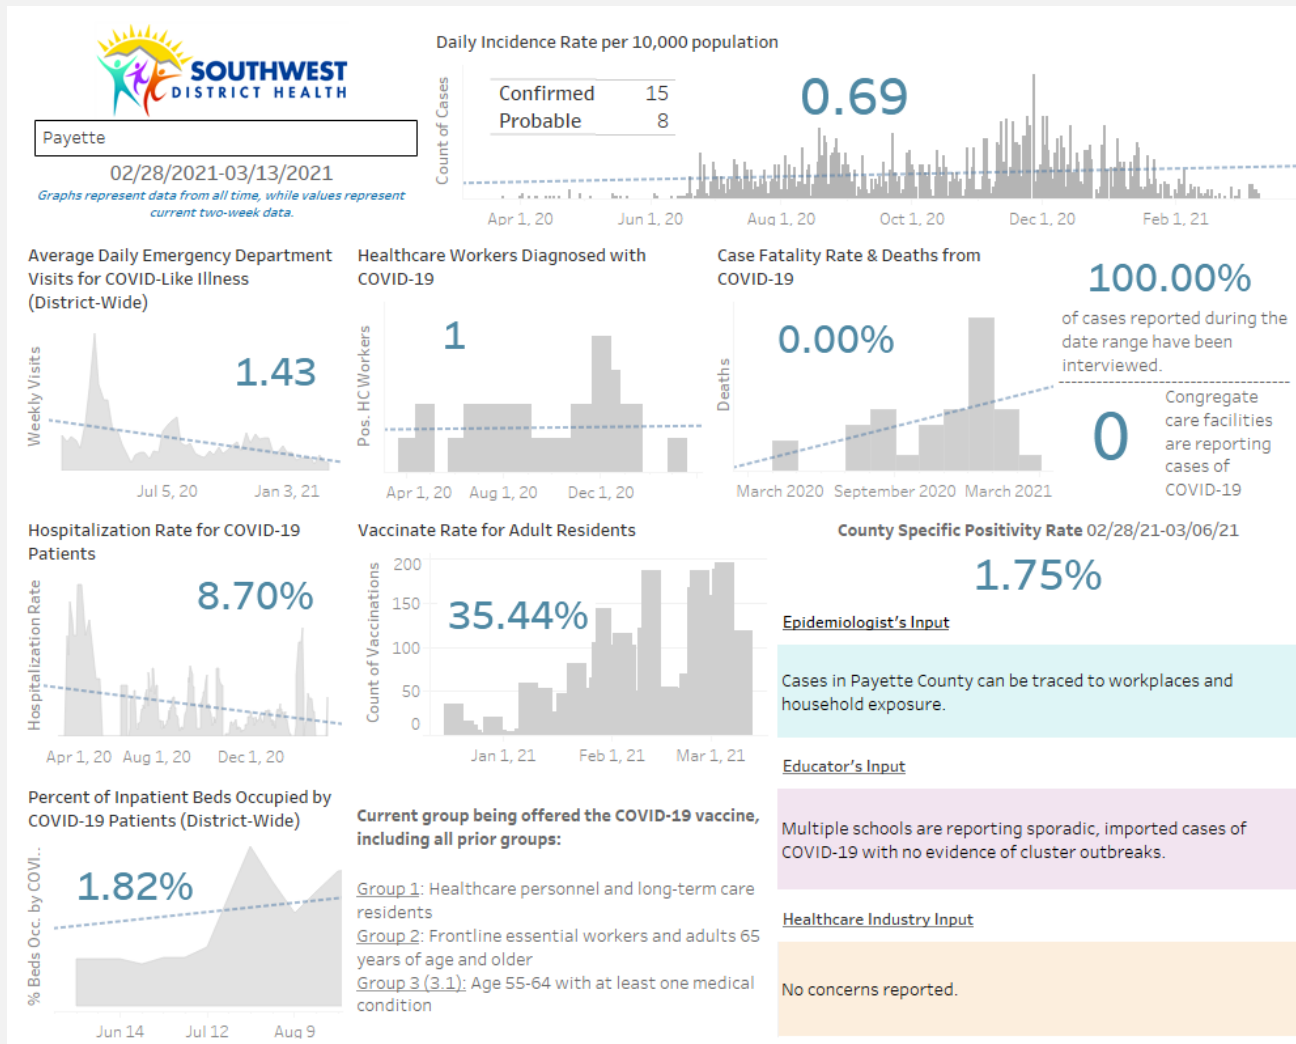 SOUTHWEST
DISTRICT HEALTH
Payette
02/28/2021-03/13/2021
Graphs represent data from all time, while values represent
current two-week data.
Daily Incidence Rate per 10,000 population
Count of Cases
Confirmed 15
Probable 8
0.69
Apr 1, 20 Jun 1, 20 Aug 1, 20 Oct 1, 20 Dec 1, 20 Feb 1, 21
Average Daily Emergency Department
Visits for COVID-Like Illness
(District-Wide)
Weekly Visits
1.43
Jul 5, 20 Jan 3, 21
Healthcare Workers Diagnosed with
COVID-19
Pos. HC Workers
1
Apr 1, 20 Aug 1, 20 Dec 1, 20
Case Fatality Rate & Deaths from
COVID-19
Deaths
0.00%
March 2020 September 2020 March 2021
100.00%
of cases reported during the
date range have been
interviewed.
0
Congregate
care facilities
are reporting
cases of
COVID-19
Hospitalization Rate for COVID-19
Patients
Hospitalization Rate
8.70%
Apr 1, 20 Aug 1, 20 Dec 1, 20
Vaccinate Rate for Adult Residents
Count of Vaccinations
200
150
100
50
0
35.44%
Jan 1, 21 Feb 1, 21 Mar 1, 21
County Specific Positivity Rate 02/28/21-03/06/21
1.75%
Epidemiologist's Input
Cases in Payette County can be traced to workplaces and
household exposure.
Educator's Input
Multiple schools are reporting sporadic, imported cases of
COVID-19 with no evidence of cluster outbreaks.
Healthcare Industry Input
No concerns reported.
Percent of Inpatient Beds Occupied by
COVID-19 Patients (District-Wide)
% Beds Occ. by COVI..
1.82%
Jun 14 Jul 12 Aug 9
Current group being offered the COVID-19 vaccine,
including all prior groups:
Group 1: Healthcare personnel and long-term care
residents
Group 2: Frontline essential workers and adults 65
years of age and older
Group 3 (3.1): Age 55-64 with at least one medical
condition